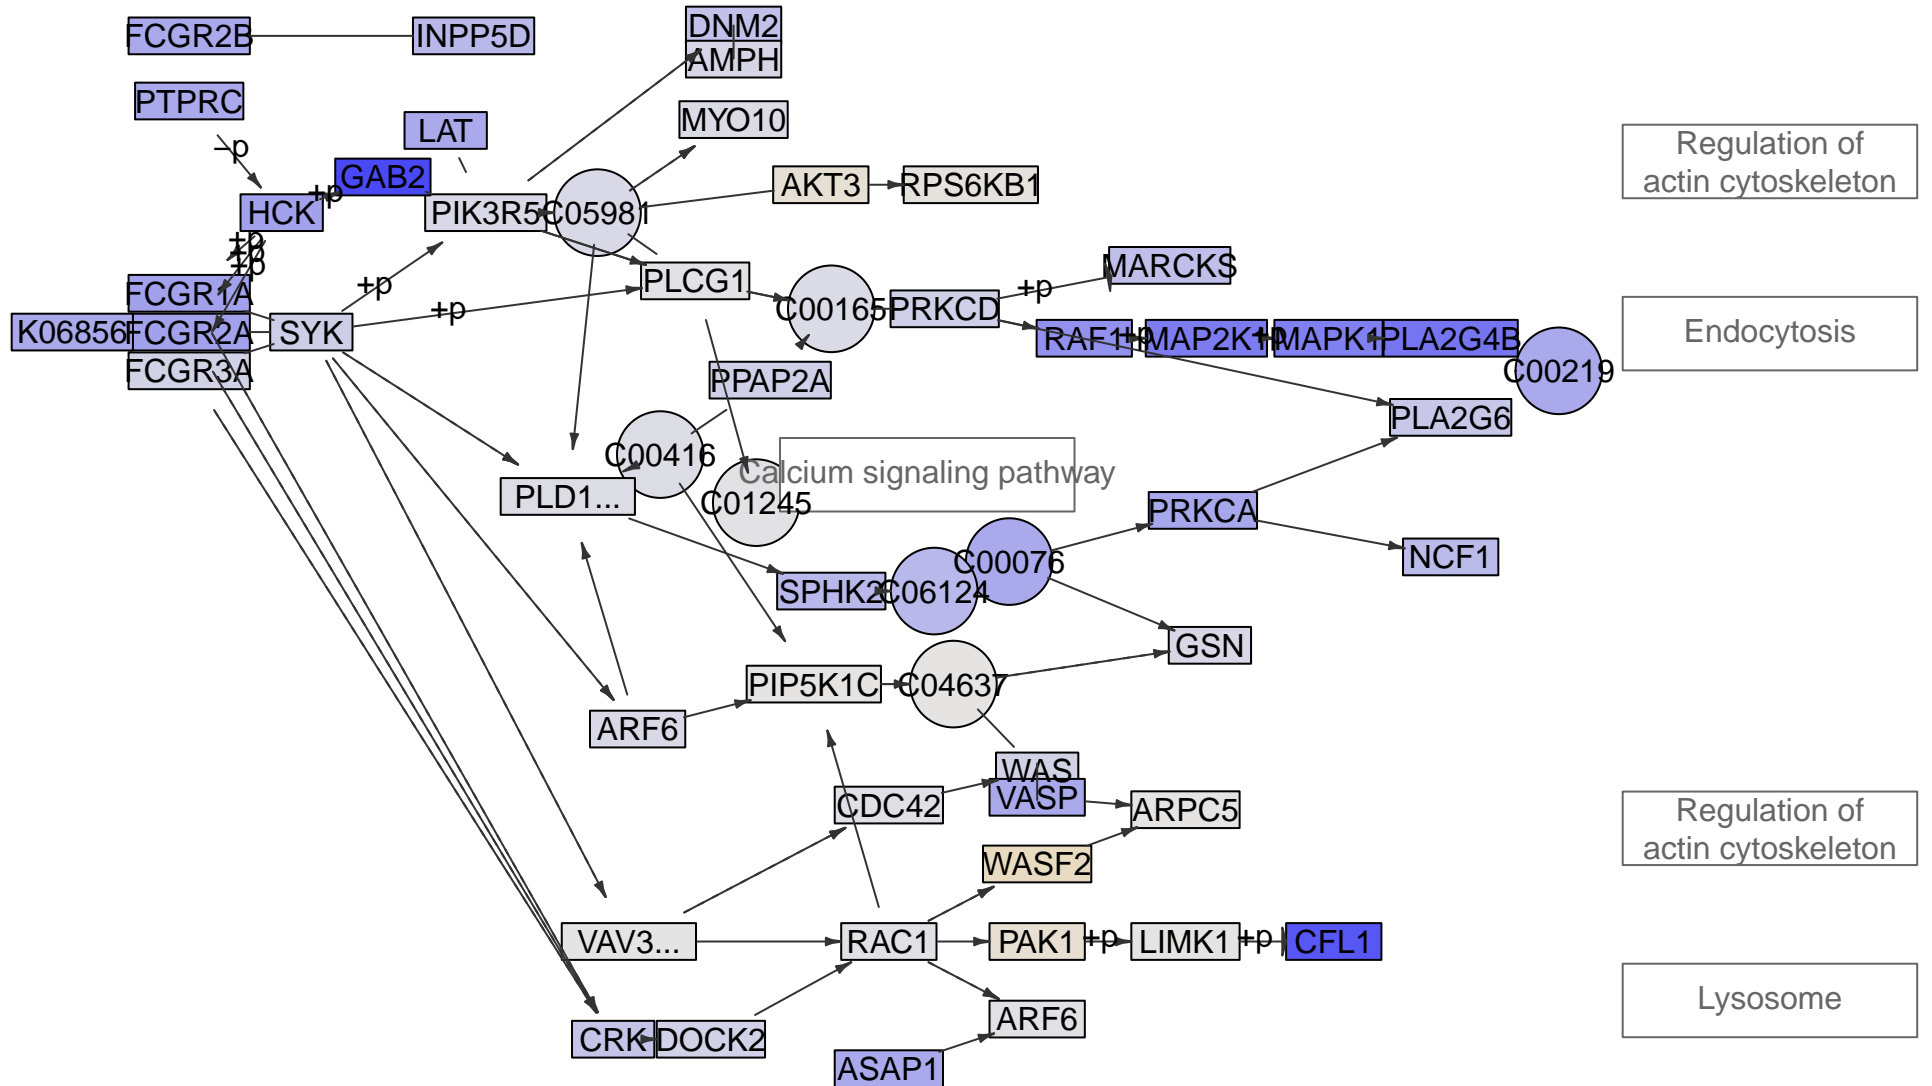 FCGR2B
INPP5D
DNM2
AMPH
PTPRC
LAT
MYO10
Regulation of
actin cytoskeleton
–p
GAB2
+p
AKT3
RPS6KB1
HCK
PIK3R5
C05981
+p
+p
+p
FCGR1A
+p
PLCG1
MARCKS
+p
+p
C00165
PRKCD
K06856
FCGR2A
SYK
RAF1
+p
MAP2K1
+p
MAPK1
PLA2G4B
Endocytosis
FCGR3A
PPAP2A
C00219
PLA2G6
C00416
Calcium signaling pathway
PLD1...
C01245
PRKCA
NCF1
C00076
SPHK2
C06124
GSN
PIP5K1C
C04637
ARF6
WAS
CDC42
VASP
ARPC5
Regulation of
actin cytoskeleton
WASF2
VAV3...
RAC1
PAK1
+p
LIMK1
+p
CFL1
Lysosome
ARF6
CRK
DOCK2
ASAP1